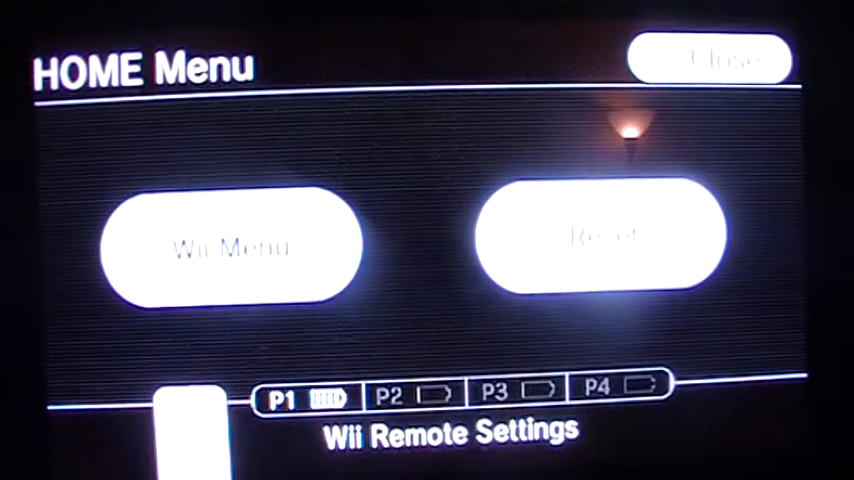 HOME Menu
Close
Wii Menu
Reset
P1 P2 P3 P4
Wii Remote Settings